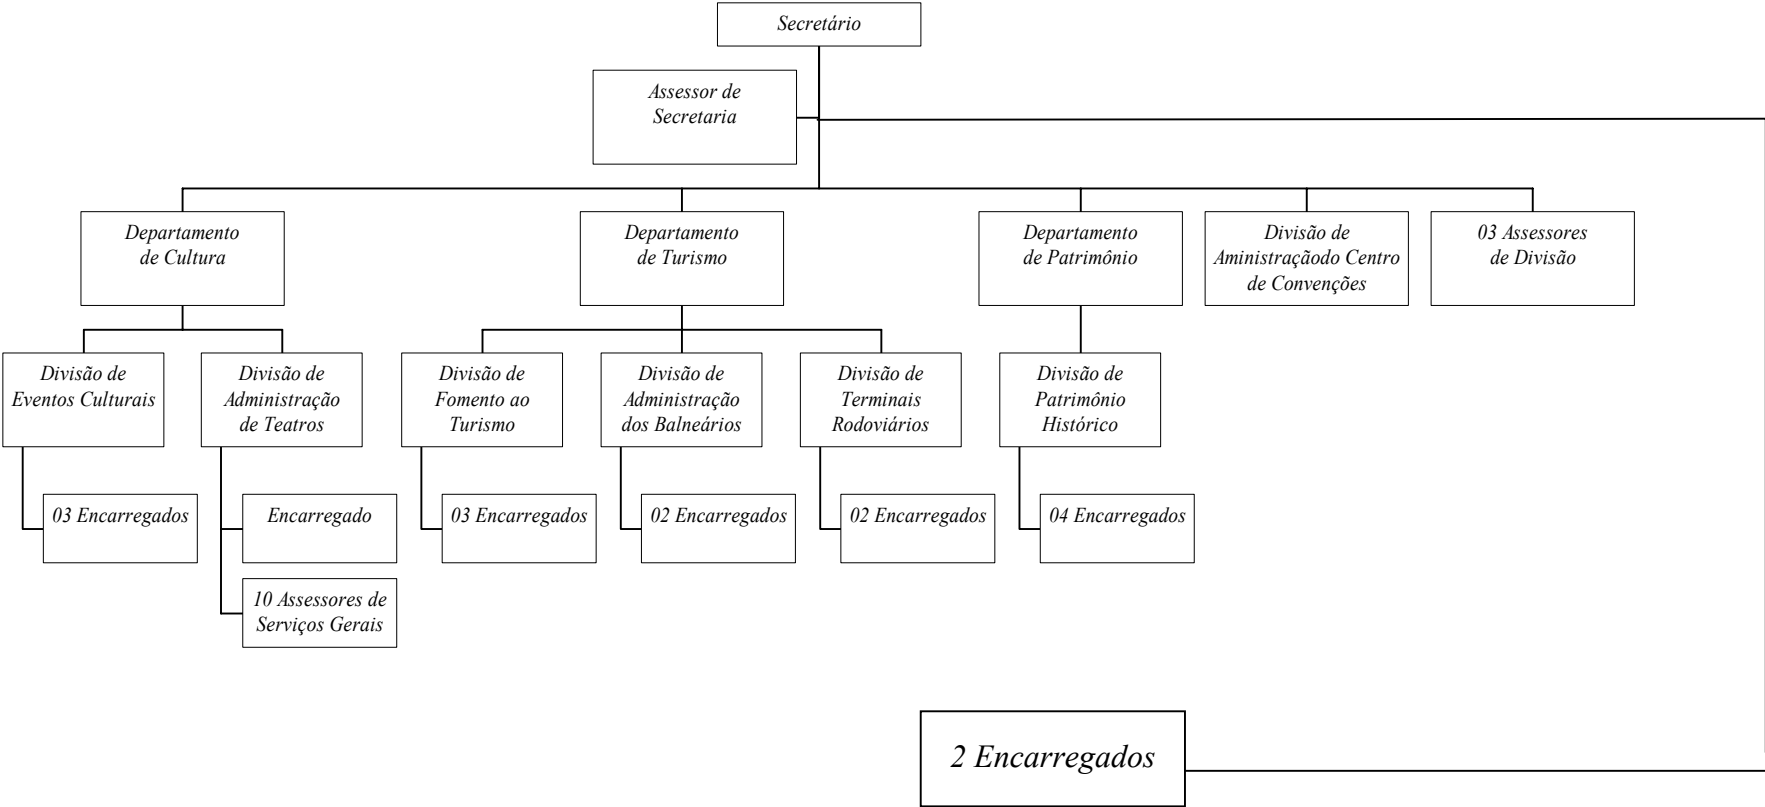 Secretário
Assessor de
Secretaria
Departamento
de Cultura
Departamento
de Turismo
Departamento
de Patrimônio
Divisão de
Aministraçãodo Centro
de Convenções
03 Assessores
de Divisão
Divisão de
Eventos Culturais
Divisão de
Administração
de Teatros
Divisão de
Fomento ao
Turismo
Divisão de
Administração
dos Balneários
Divisão de
Terminais
Rodoviários
Divisão de
Patrimônio
Histórico
03 Encarregados
Encarregado
03 Encarregados
02 Encarregados
02 Encarregados
04 Encarregados
10 Assessores de
Serviços Gerais
2 Encarregados